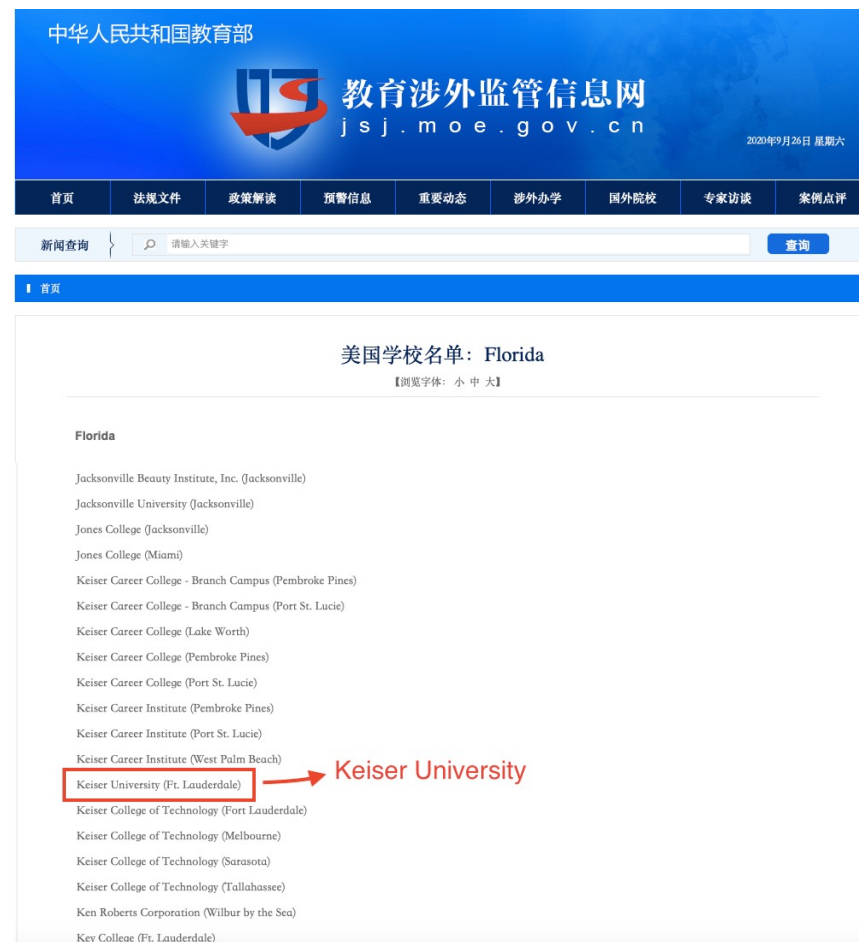 中华人民共和国教育部
教育涉外监管信息网
jsj.moe.gov.cn
2020年9月26日 星期六
首页 法规文件 政策解读 预警信息 重要动态 涉外办学 国外院校 专家访谈 案例点评
新闻查询 请输入关键字 查询
首页
美国学校名单：Florida
【浏览字体： 小 中 大】
Florida
Jacksonville Beauty Institute, Inc. (Jacksonville)
Jacksonville University (Jacksonville)
Jones College (Jacksonville)
Jones College (Miami)
Keiser Career College - Branch Campus (Pembroke Pines)
Keiser Career College - Branch Campus (Port St. Lucie)
Keiser Career College (Lake Worth)
Keiser Career College (Pembroke Pines)
Keiser Career College (Port St. Lucie)
Keiser Career Institute (Pembroke Pines)
Keiser Career Institute (Port St. Lucie)
Keiser Career Institute (West Palm Beach)
Keiser University (Ft. Lauderdale) Keiser University
Keiser College of Technology (Fort Lauderdale)
Keiser College of Technology (Melbourne)
Keiser College of Technology (Sarasota)
Keiser College of Technology (Tallahassee)
Ken Roberts Corporation (Wilbur by the Sea)
Key College (Ft. Lauderdale)